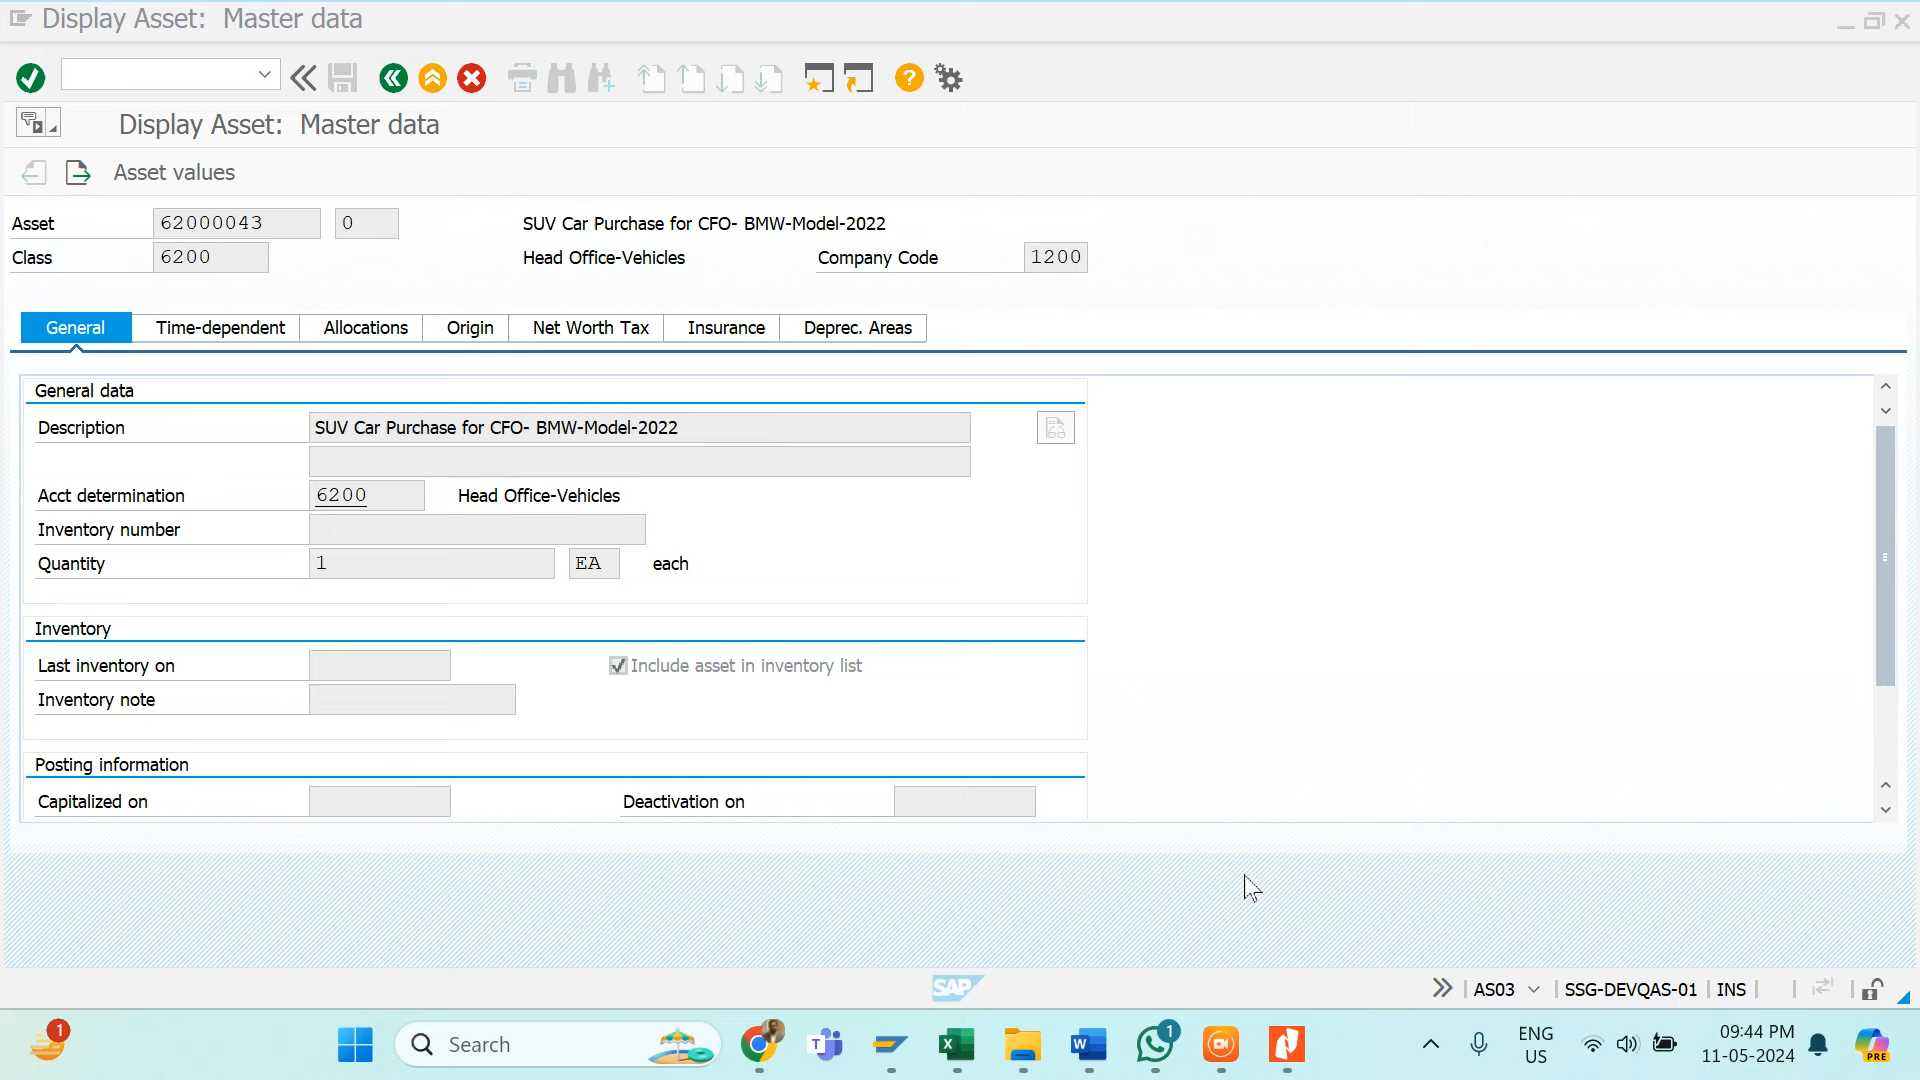 Display Asset: Master data
Display Asset: Master data
Asset values
Asset 62000043 0 SUV Car Purchase for CFO- BMW-Model-2022
Class 6200 Head Office-Vehicles Company Code 1200
General Time-dependent Allocations Origin Net Worth Tax Insurance Deprec. Areas
General data
Description SUV Car Purchase for CFO- BMW-Model-2022
Acct determination 6200 Head Office-Vehicles
Inventory number
Quantity 1 EA each
Inventory
Last inventory on Include asset in inventory list
Inventory note
Posting information
Capitalized on Deactivation on
SAP AS03 SSG-DEVQAS-01 INS
1 Search T X W 1 ENG 09:44 PM
US 11-05-2024 PRE